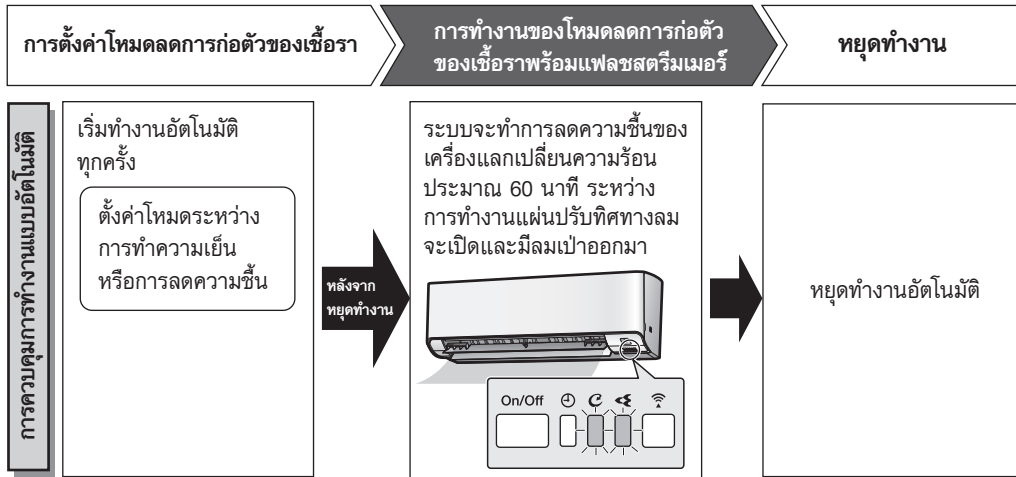 การตั้งค่าโหมดลดการก่อตัวของเชื้อรา
การทำงานของโหมดลดการก่อตัว
ของเชื้อราพร้อมแฟลชสตรีมเมอร์
หยุดทำงาน
การควบคุมการทำงานแบบอัตโนมัติ
เริ่มทำงานอัตโนมัติ
ทุกครั้ง
ตั้งค่าโหมดระหว่าง
การทำความเย็น
หรือการลดความชื้น
หลังจาก
หยุดทำงาน
ระบบจะทำการลดความชื้นของ
เครื่องแลกเปลี่ยนความร้อน
ประมาณ 60 นาที ระหว่าง
การทำงานแผ่นปรับทิศทางลม
จะเปิดและมีลมเป่าออกมา
On/Off
หยุดทำงานอัตโนมัติ